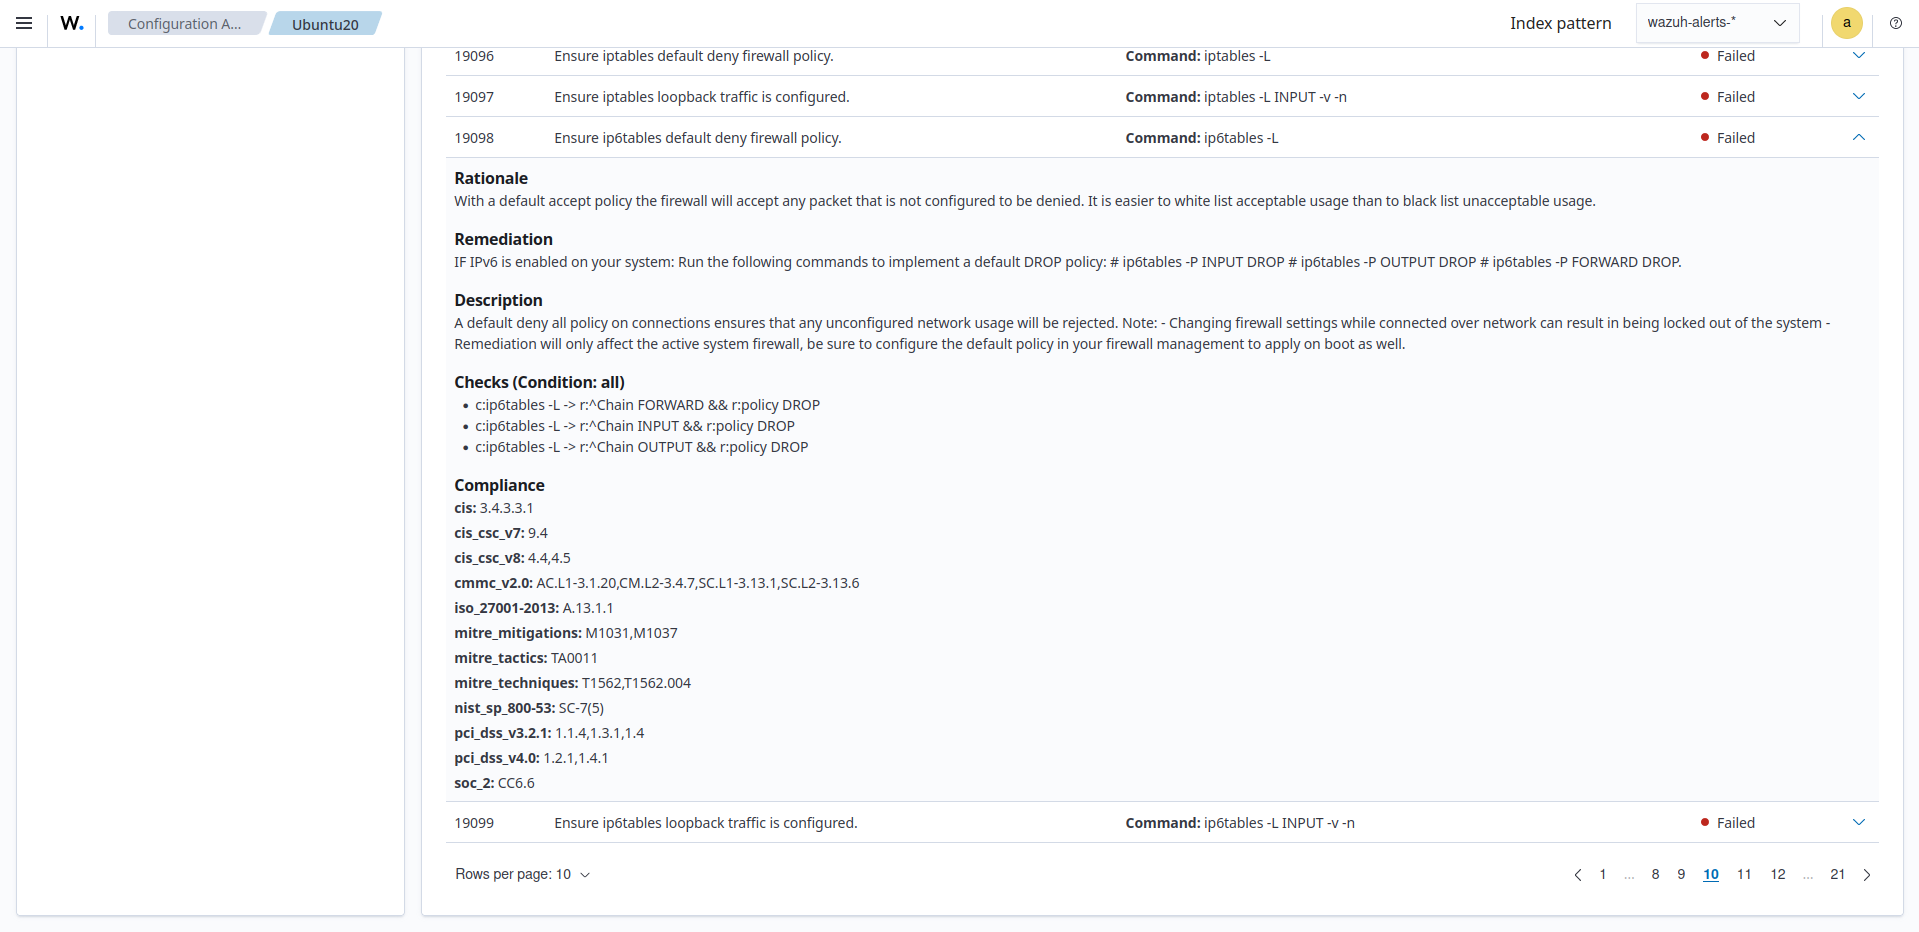 W.
Configuration A...
Ubuntu20
Index pattern
wazuh-alerts-*
a
19096 Ensure iptables default deny firewall policy. Command: iptables -L Failed
19097 Ensure iptables loopback traffic is configured. Command: iptables -L INPUT -v -n Failed
19098 Ensure ip6tables default deny firewall policy. Command: ip6tables -L Failed
Rationale
With a default accept policy the firewall will accept any packet that is not configured to be denied. It is easier to white list acceptable usage than to black list unacceptable usage.
Remediation
IF IPv6 is enabled on your system: Run the following commands to implement a default DROP policy: # ip6tables -P INPUT DROP # ip6tables -P OUTPUT DROP # ip6tables -P FORWARD DROP.
Description
A default deny all policy on connections ensures that any unconfigured network usage will be rejected. Note: - Changing firewall settings while connected over network can result in being locked out of the system -
Remediation will only affect the active system firewall, be sure to configure the default policy in your firewall management to apply on boot as well.
Checks (Condition: all)
• c:ip6tables -L -> r:^Chain FORWARD && r:policy DROP
• c:ip6tables -L -> r:^Chain INPUT && r:policy DROP
• c:ip6tables -L -> r:^Chain OUTPUT && r:policy DROP
Compliance
cis: 3.4.3.3.1
cis_csc_v7: 9.4
cis_csc_v8: 4.4,4.5
cmmc_v2.0: AC.L1-3.1.20,CM.L2-3.4.7,SC.L1-3.13.1,SC.L2-3.13.6
iso_27001-2013: A.13.1.1
mitre_mitigations: M1031,M1037
mitre_tactics: TA0011
mitre_techniques: T1562,T1562.004
nist_sp_800-53: SC-7(5)
pci_dss_v3.2.1: 1.1.4,1.3.1,1.4
pci_dss_v4.0: 1.2.1,1.4.1
soc_2: CC6.6
19099 Ensure ip6tables loopback traffic is configured. Command: ip6tables -L INPUT -v -n Failed
Rows per page: 10
1 ... 8 9 10 11 12 ... 21